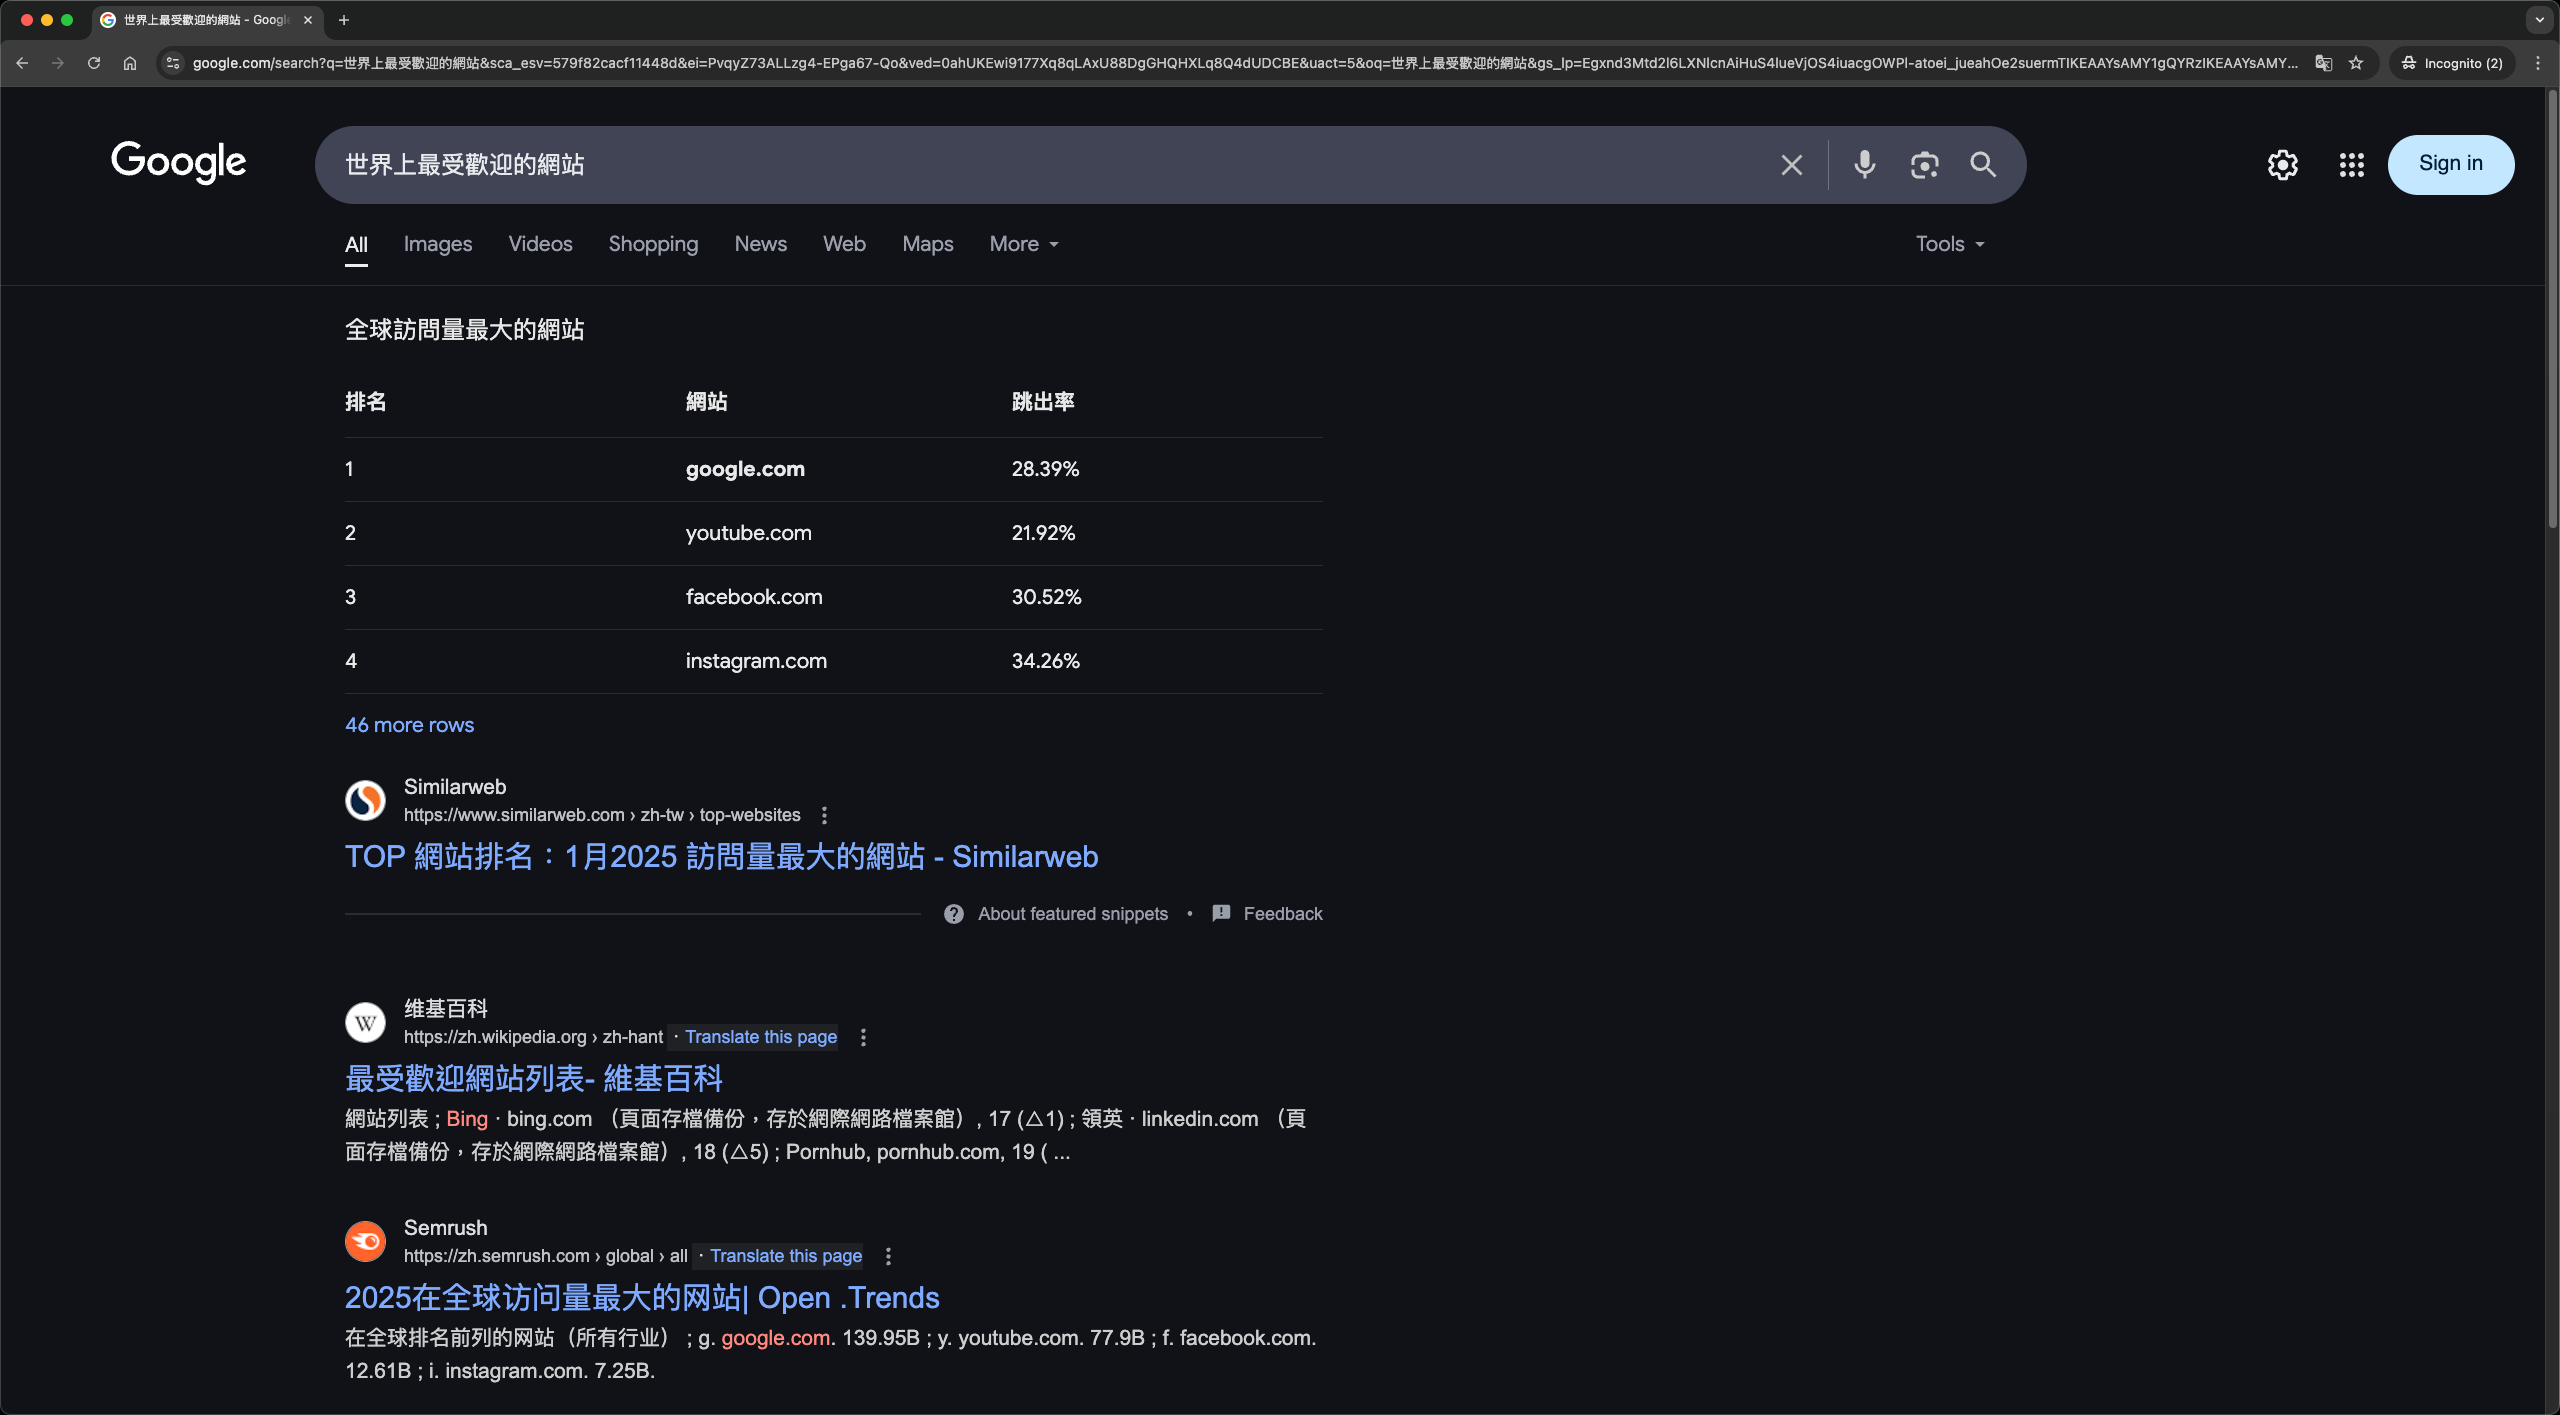 世界上最受歡迎的網站 - Google
google.com/search?q=世界上最受歡迎的網站&sca_esv=579f82cacf11448d&ei=PvqyZ73ALLzg4-EPga67-Qo&ved=0ahUKEwi9177Xq8qLAxU88DgGHQHXLq8Q4dUDCBE&uact=5&oq=世界上最受歡迎的網站
Incognito (2)
Google
世界上最受歡迎的網站
Sign in
All Images Videos Shopping News Web Maps More Tools
全球訪問量最大的網站
排名 網站 跳出率
1 google.com 28.39%
2 youtube.com 21.92%
3 facebook.com 30.52%
4 instagram.com 34.26%
46 more rows
Similarweb
https://www.similarweb.com › zh-tw › top-websites
TOP 網站排名：1月2025 訪問量最大的網站 - Similarweb
About featured snippets • Feedback
W 維基百科
https://zh.wikipedia.org › zh-hant · Translate this page
最受歡迎網站列表- 維基百科
網站列表 ; Bing · bing.com （頁面存檔備份，存於網際網路檔案館）, 17 (△1) ; 領英 · linkedin.com （頁
面存檔備份，存於網際網路檔案館）, 18 (△5) ; Pornhub, pornhub.com, 19 ( ...
Semrush
https://zh.semrush.com › global › all · Translate this page
2025在全球访问量最大的网站| Open .Trends
在全球排名前列的网站（所有行业） ; g. google.com. 139.95B ; y. youtube.com. 77.9B ; f. facebook.com.
12.61B ; i. instagram.com. 7.25B.